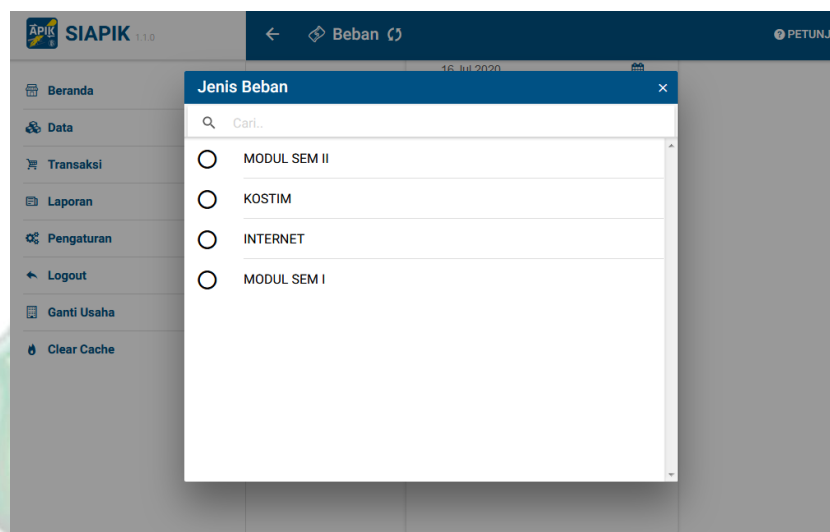 APIK SIAPIK 1.1.0
Beban
PETUNJ
16 Jul 2020
Beranda
Data
Transaksi
Laporan
Pengaturan
Logout
Ganti Usaha
Clear Cache
Jenis Beban
Cari..
MODUL SEM II
KOSTIM
INTERNET
MODUL SEM I